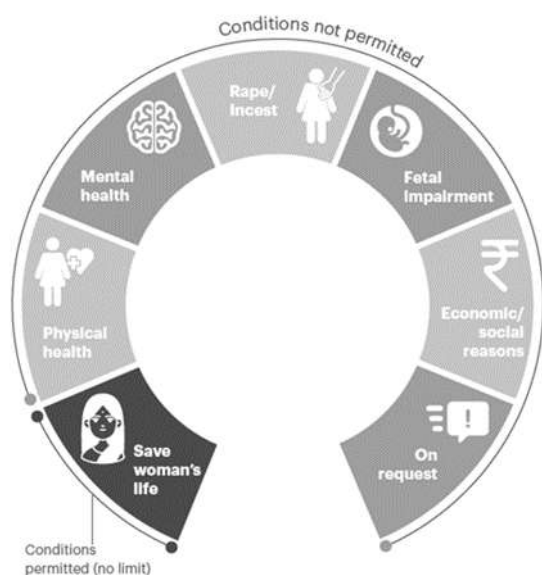 Conditions not permitted
Rape/
Incest
Mental
health
Fetal
Impairment
Physical
health
₹
Economic/
social
reasons
Save
woman's
life
!
On
request
Conditions
permitted (no limit)